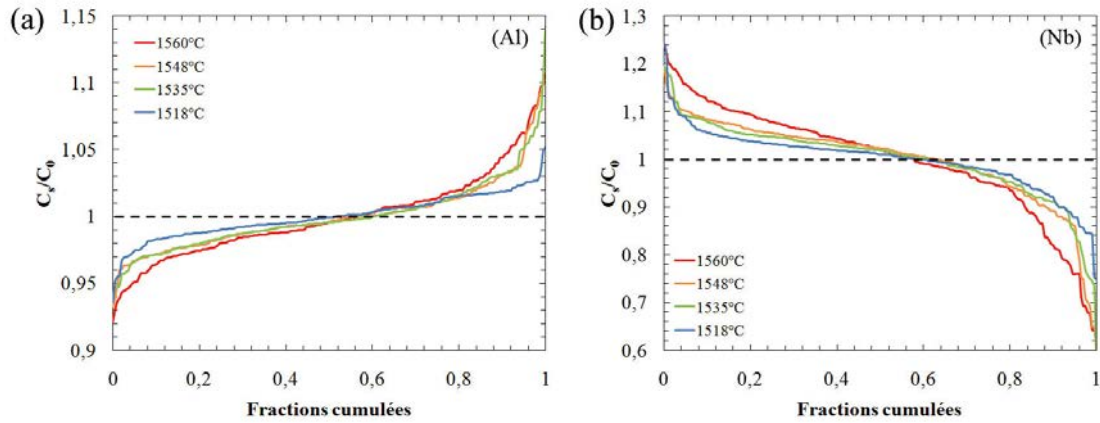 (a)
(Al)
1,15
1,1
1,05
1
0,95
0,9
Cs/C0
1560°C
1548°C
1535°C
1518°C
0 0,2 0,4 0,6 0,8 1
Fractions cumulées
(b)
(Nb)
1,3
1,2
1,1
1
0,9
0,8
0,7
0,6
Cs/C0
1560°C
1548°C
1535°C
1518°C
0 0,2 0,4 0,6 0,8 1
Fractions cumulées